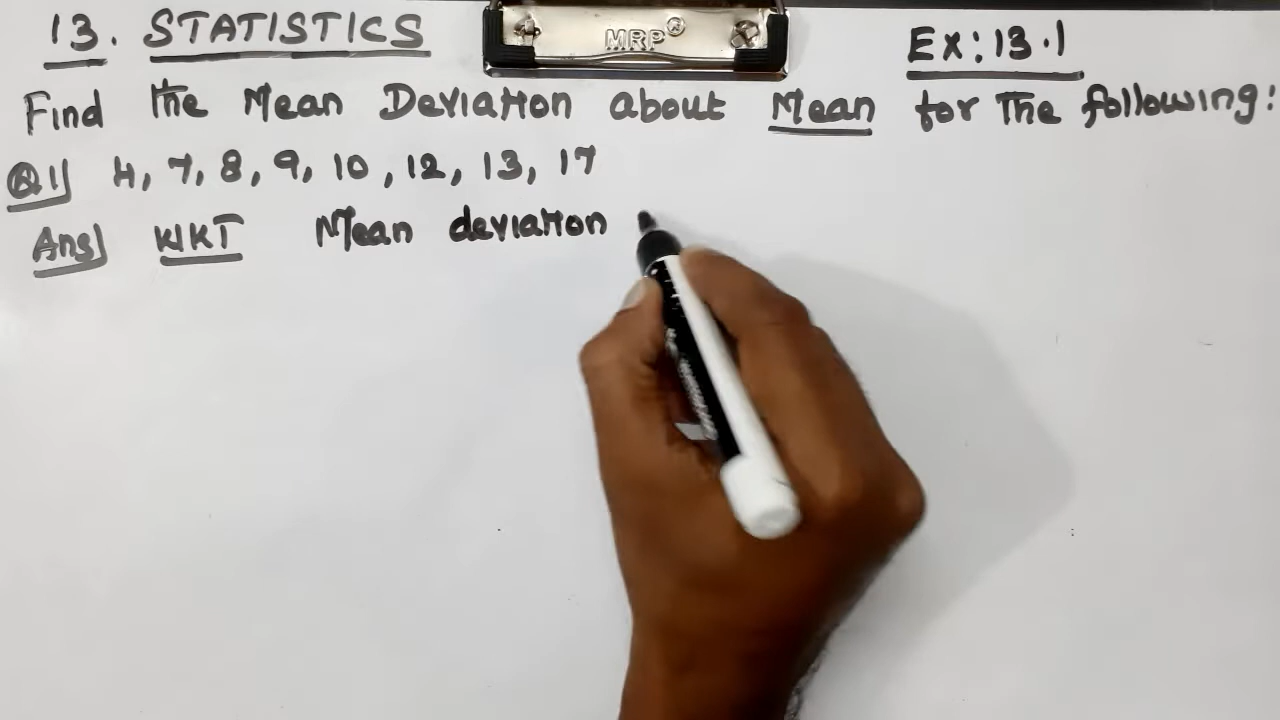 13. STATISTICS
MRP®
Ex: 13.1
Find the Mean Deviation about Mean for The following:
Q1) 4, 7, 8, 9, 10, 12, 13, 17
Ans) WKT Mean deviation